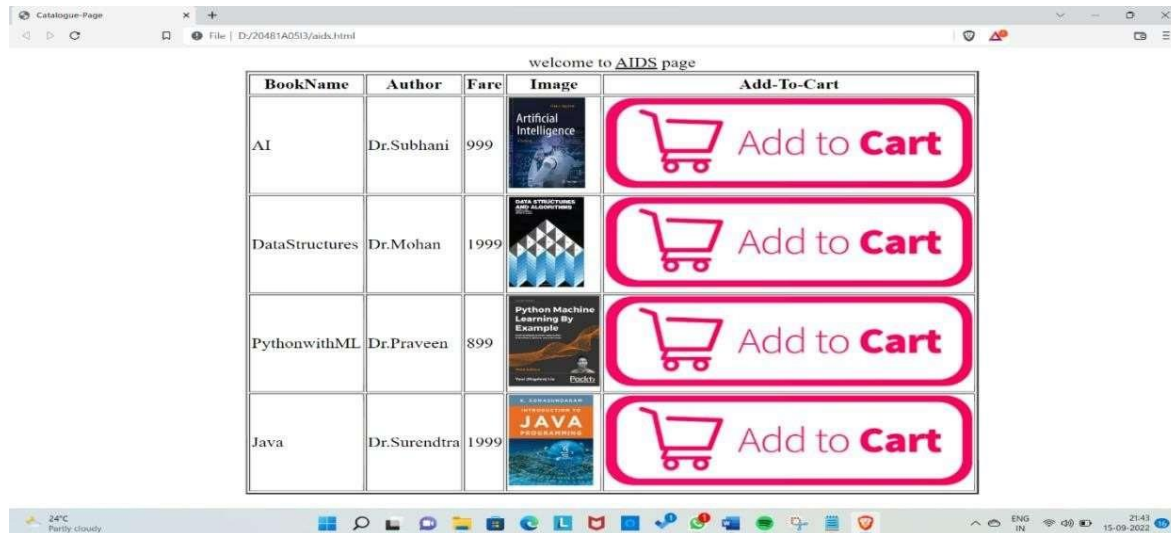 Catalogue-Page
File | D:/20481A05I3/aids.html
welcome to AIDS page
BookName Author Fare Image Add-To-Cart
AI Dr.Subhani 999
Artificial
Intelligence
Add to Cart
DataStructures Dr.Mohan 1999
DATA STRUCTURES
AND ALGORITHMS
Add to Cart
PythonwithML Dr.Praveen 899
Python Machine
Learning By
Example
Packt
Add to Cart
Java Dr.Surendtra 1999
INTRODUCTION TO
JAVA
PROGRAMMING
Add to Cart
24°C
Partly cloudy
ENG
IN
21:43
15-09-2022